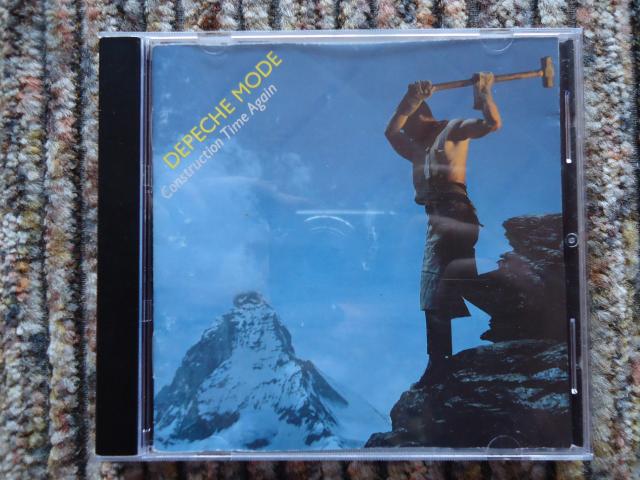 DEPECHE MODE
Construction Time Again